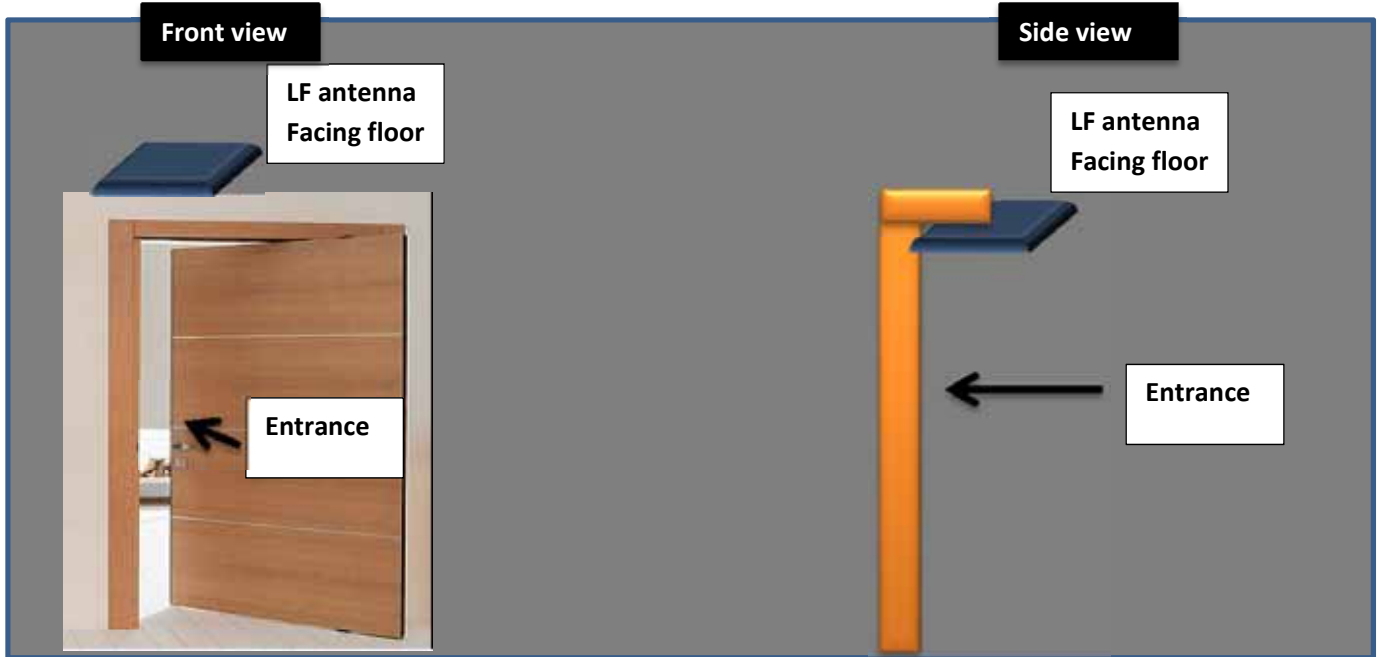 Front view
Side view
LF antenna
Facing floor
LF antenna
Facing floor
Entrance
Entrance